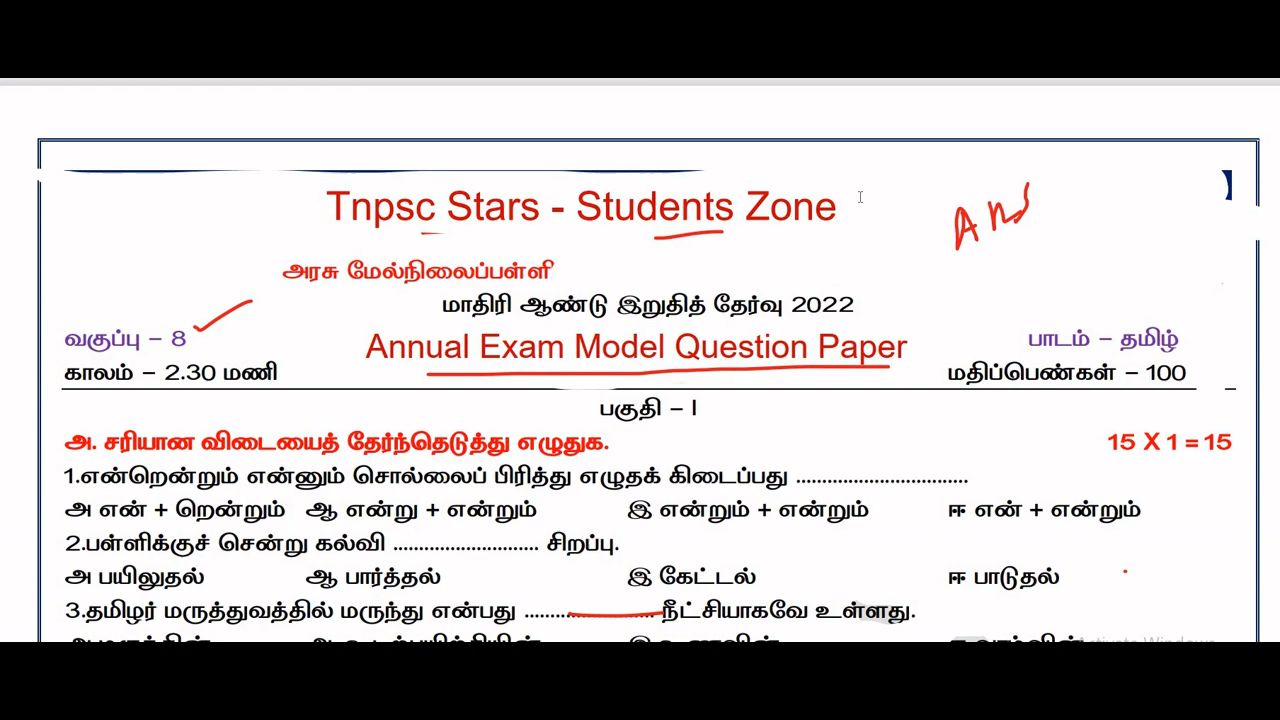 Tnpsc Stars - Students Zone
Ans
அரசு மேல்நிலைப்பள்ளி
மாதிரி ஆண்டு இறுதித் தேர்வு 2022
வகுப்பு – 8 Annual Exam Model Question Paper பாடம் – தமிழ்
காலம் – 2.30 மணி மதிப்பெண்கள் – 100
பகுதி – I
அ. சரியான விடையைத் தேர்ந்தெடுத்து எழுதுக. 15 X 1 = 15
1.என்றென்றும் என்னும் சொல்லைப் பிரித்து எழுதக் கிடைப்பது ..................................
அ என் + றென்றும் ஆ என்று + என்றும் இ என்றும் + என்றும் ஈ என் + என்றும்
2.பள்ளிக்குச் சென்று கல்வி ............................. சிறப்பு.
அ பயிலுதல் ஆ பார்த்தல் இ கேட்டல் ஈ பாடுதல்
3.தமிழர் மருத்துவத்தில் மருந்து என்பது .......................... நீட்சியாகவே உள்ளது.